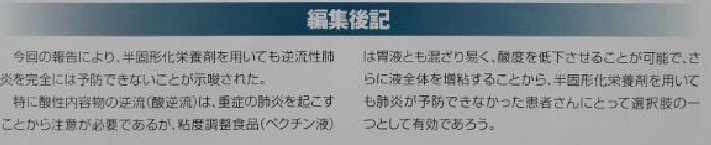 編集後記
今回の報告により、半固形化栄養剤を用いても逆流性肺
炎を完全には予防できないことが示唆された。
特に酸性内容物の逆流(酸逆流)は、重症の肺炎を起こす
ことから注意が必要であるが、粘度調整食品(ペクチン液)
は胃液とも混ざり易く、酸度を低下させることが可能で、さ
らに液全体を増粘することから、半固形化栄養剤を用いて
も肺炎が予防できなかった患者さんにとって選択肢の一
つとして有効であろう。